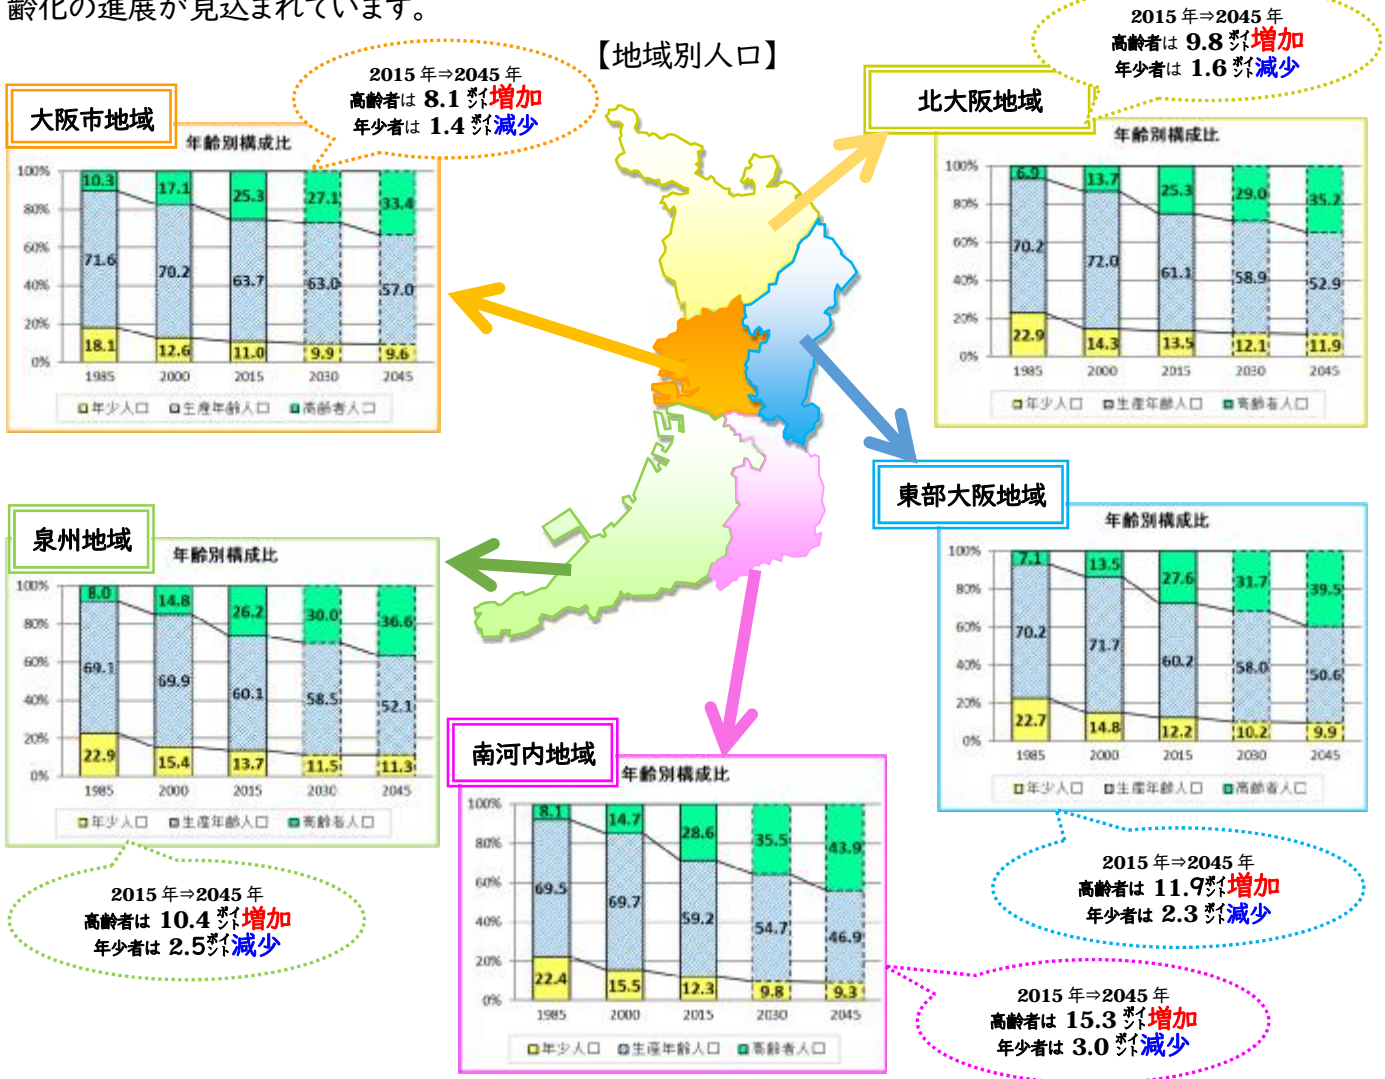 齢化の進展が見込まれています。
【地域別人口】
大阪市地域
2015 年⇒2045 年
高齢者は 8.1 ポイント増加
年少者は 1.4 ポイント減少
年齢別構成比
100%
80%
60%
40%
20%
0%
10.3 17.1 25.3 27.1 33.4
71.6 70.2 63.7 63.0 57.0
18.1 12.6 11.0 9.9 9.6
1985 2000 2015 2030 2045
年少人口 生産年齢人口 高齢者人口
北大阪地域
2015 年⇒2045 年
高齢者は 9.8 ポイント増加
年少者は 1.6 ポイント減少
年齢別構成比
100%
80%
60%
40%
20%
0%
6.9 13.7 25.3 29.0 35.2
70.2 72.0 61.1 58.9 52.9
22.9 14.3 13.5 12.1 11.9
1985 2000 2015 2030 2045
年少人口 生産年齢人口 高齢者人口
泉州地域
年齢別構成比
100%
80%
60%
40%
20%
0%
8.0 14.8 26.2 30.0 36.6
69.1 69.9 60.1 58.5 52.1
22.9 15.4 13.7 11.5 11.3
1985 2000 2015 2030 2045
年少人口 生産年齢人口 高齢者人口
2015 年⇒2045 年
高齢者は 10.4 ポイント増加
年少者は 2.5ポイント減少
東部大阪地域
年齢別構成比
100%
80%
60%
40%
20%
0%
7.1 13.5 27.6 31.7 39.5
70.2 71.7 60.2 58.0 50.6
22.7 14.8 12.2 10.2 9.9
1985 2000 2015 2030 2045
年少人口 生産年齢人口 高齢者人口
2015 年⇒2045 年
高齢者は 11.9ポイント増加
年少者は 2.3 ポイント減少
南河内地域
年齢別構成比
100%
80%
60%
40%
20%
0%
8.1 14.7 28.6 35.5 43.9
69.5 69.7 59.2 54.7 46.9
22.4 15.5 12.3 9.8 9.3
1985 2000 2015 2030 2045
年少人口 生産年齢人口 高齢者人口
2015 年⇒2045 年
高齢者は 15.3 ポイント増加
年少者は 3.0 ポイント減少